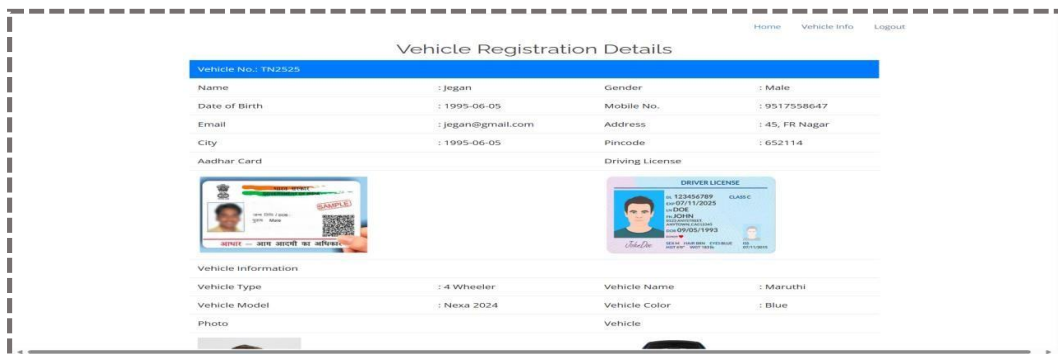 Home Vehicle Info Logout
Vehicle Registration Details
Vehicle No.: TN2525
Name : Jegan Gender : Male
Date of Birth : 1995-06-05 Mobile No. : 9517558647
Email : jegan@gmail.com Address : 45, FR Nagar
City : 1995-06-05 Pincode : 652114
Aadhar Card Driving License
भारत सरकार
SAMPLE
Male
आधार – आम आदमी का अधिकार
DRIVER LICENSE
123456789 CLASS C
07/11/2025
DOE
JOHN
09/05/1993
Vehicle Information
Vehicle Type : 4 Wheeler Vehicle Name : Maruthi
Vehicle Model : Nexa 2024 Vehicle Color : Blue
Photo Vehicle